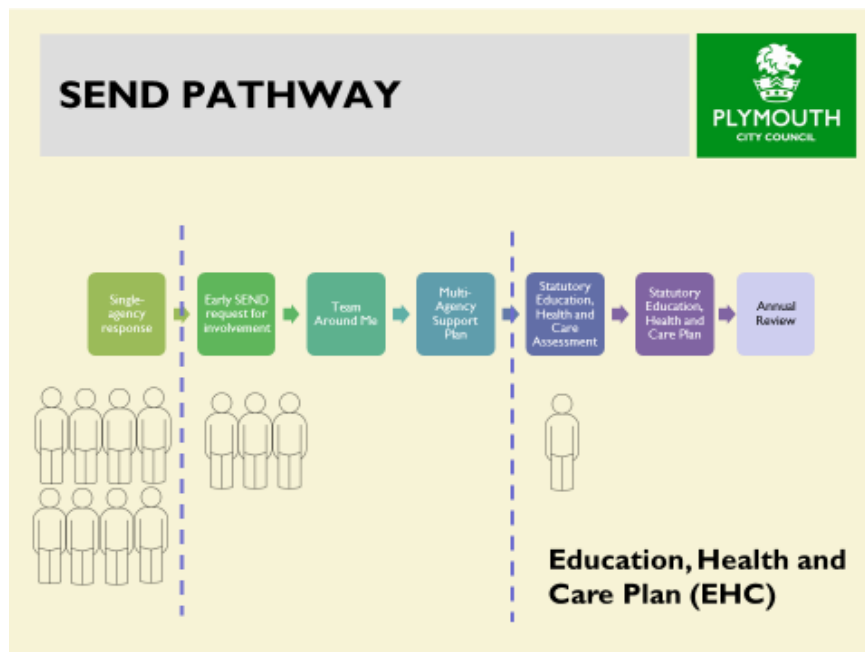 SEND PATHWAY
PLYMOUTH
CITY COUNCIL
Single-
agency
response
Early SEND
request for
involvement
Team
Around Me
Multi-
Agency
Support
Plan
Statutory
Education,
Health and
Care
Assessment
Statutory
Education,
Health and
Care Plan
Annual
Review
Education, Health and
Care Plan (EHC)